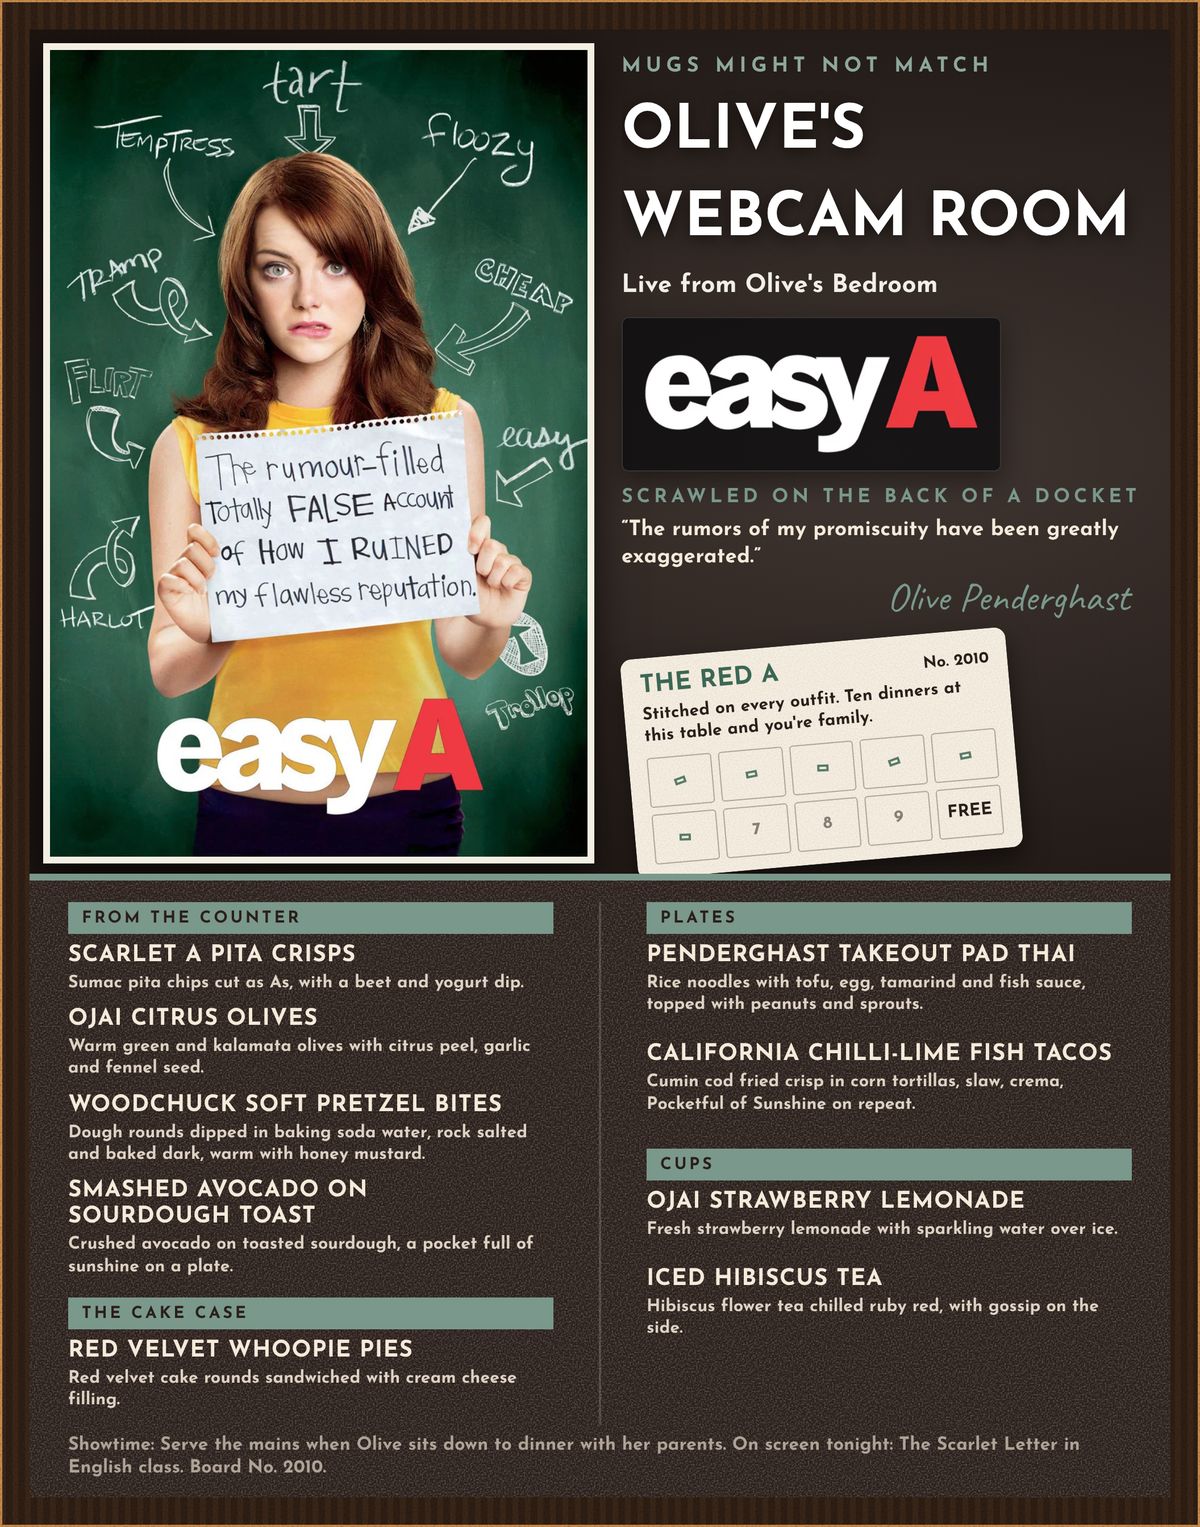 tart
TEMPTRESS
floozy
TRAMP
CHEAP
FLIRT
easy
The rumour-filled
Totally FALSE Account
of How I RUINED
my flawless reputation.
HARLOT
Trollop
easyA
MUGS MIGHT NOT MATCH
OLIVE'S
WEBCAM ROOM
Live from Olive's Bedroom
easyA
SCRAWLED ON THE BACK OF A DOCKET
"The rumors of my promiscuity have been greatly
exaggerated."
Olive Penderghast
THE RED A
No. 2010
Stitched on every outfit. Ten dinners at
this table and you're family.
7 8 9 FREE
FROM THE COUNTER
SCARLET A PITA CRISPS
Sumac pita chips cut as As, with a beet and yogurt dip.
OJAI CITRUS OLIVES
Warm green and kalamata olives with citrus peel, garlic
and fennel seed.
WOODCHUCK SOFT PRETZEL BITES
Dough rounds dipped in baking soda water, rock salted
and baked dark, warm with honey mustard.
SMASHED AVOCADO ON
SOURDOUGH TOAST
Crushed avocado on toasted sourdough, a pocket full of
sunshine on a plate.
THE CAKE CASE
RED VELVET WHOOPIE PIES
Red velvet cake rounds sandwiched with cream cheese
filling.
PLATES
PENDERGHAST TAKEOUT PAD THAI
Rice noodles with tofu, egg, tamarind and fish sauce,
topped with peanuts and sprouts.
CALIFORNIA CHILLI-LIME FISH TACOS
Cumin cod fried crisp in corn tortillas, slaw, crema,
Pocketful of Sunshine on repeat.
CUPS
OJAI STRAWBERRY LEMONADE
Fresh strawberry lemonade with sparkling water over ice.
ICED HIBISCUS TEA
Hibiscus flower tea chilled ruby red, with gossip on the
side.
Showtime: Serve the mains when Olive sits down to dinner with her parents. On screen tonight: The Scarlet Letter in
English class. Board No. 2010.